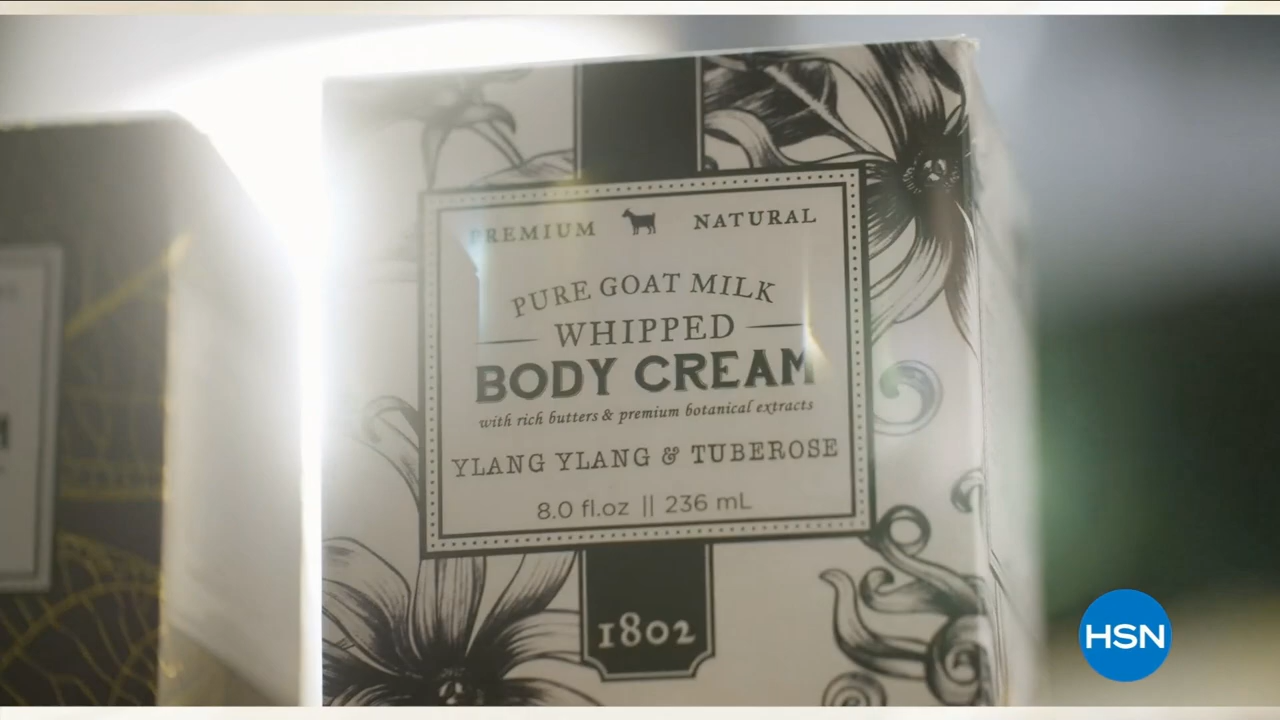 PREMIUM NATURAL
PURE GOAT MILK
WHIPPED
BODY CREAM
with rich butters & premium botanical extracts
YLANG YLANG & TUBEROSE
8.0 fl.oz || 236 mL
1802
HSN